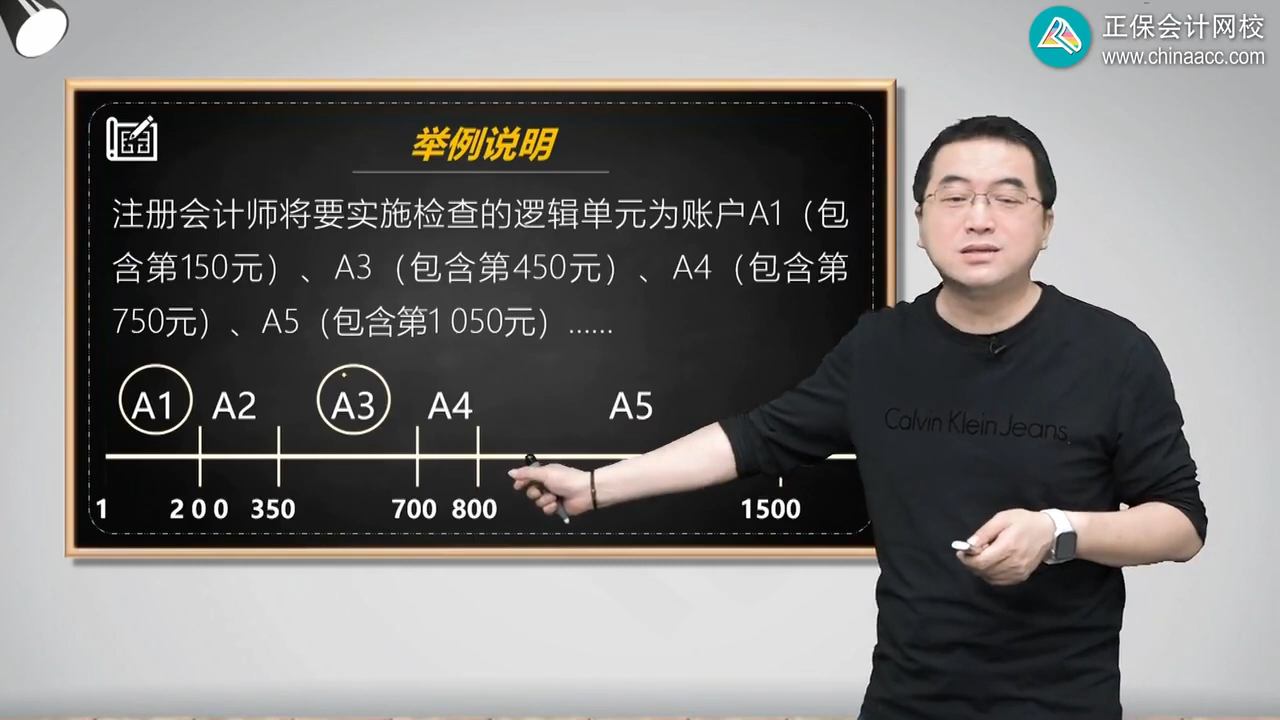 正保会计网校
www.chinaacc.com
举例说明
注册会计师将要实施检查的逻辑单元为账户A1（包
含第150元）、A3（包含第450元）、A4（包含第
750元）、A5（包含第1 050元）......
A1 A2 A3 A4 A5
1 200 350 700 800 1500
Calvin Klein Jeans